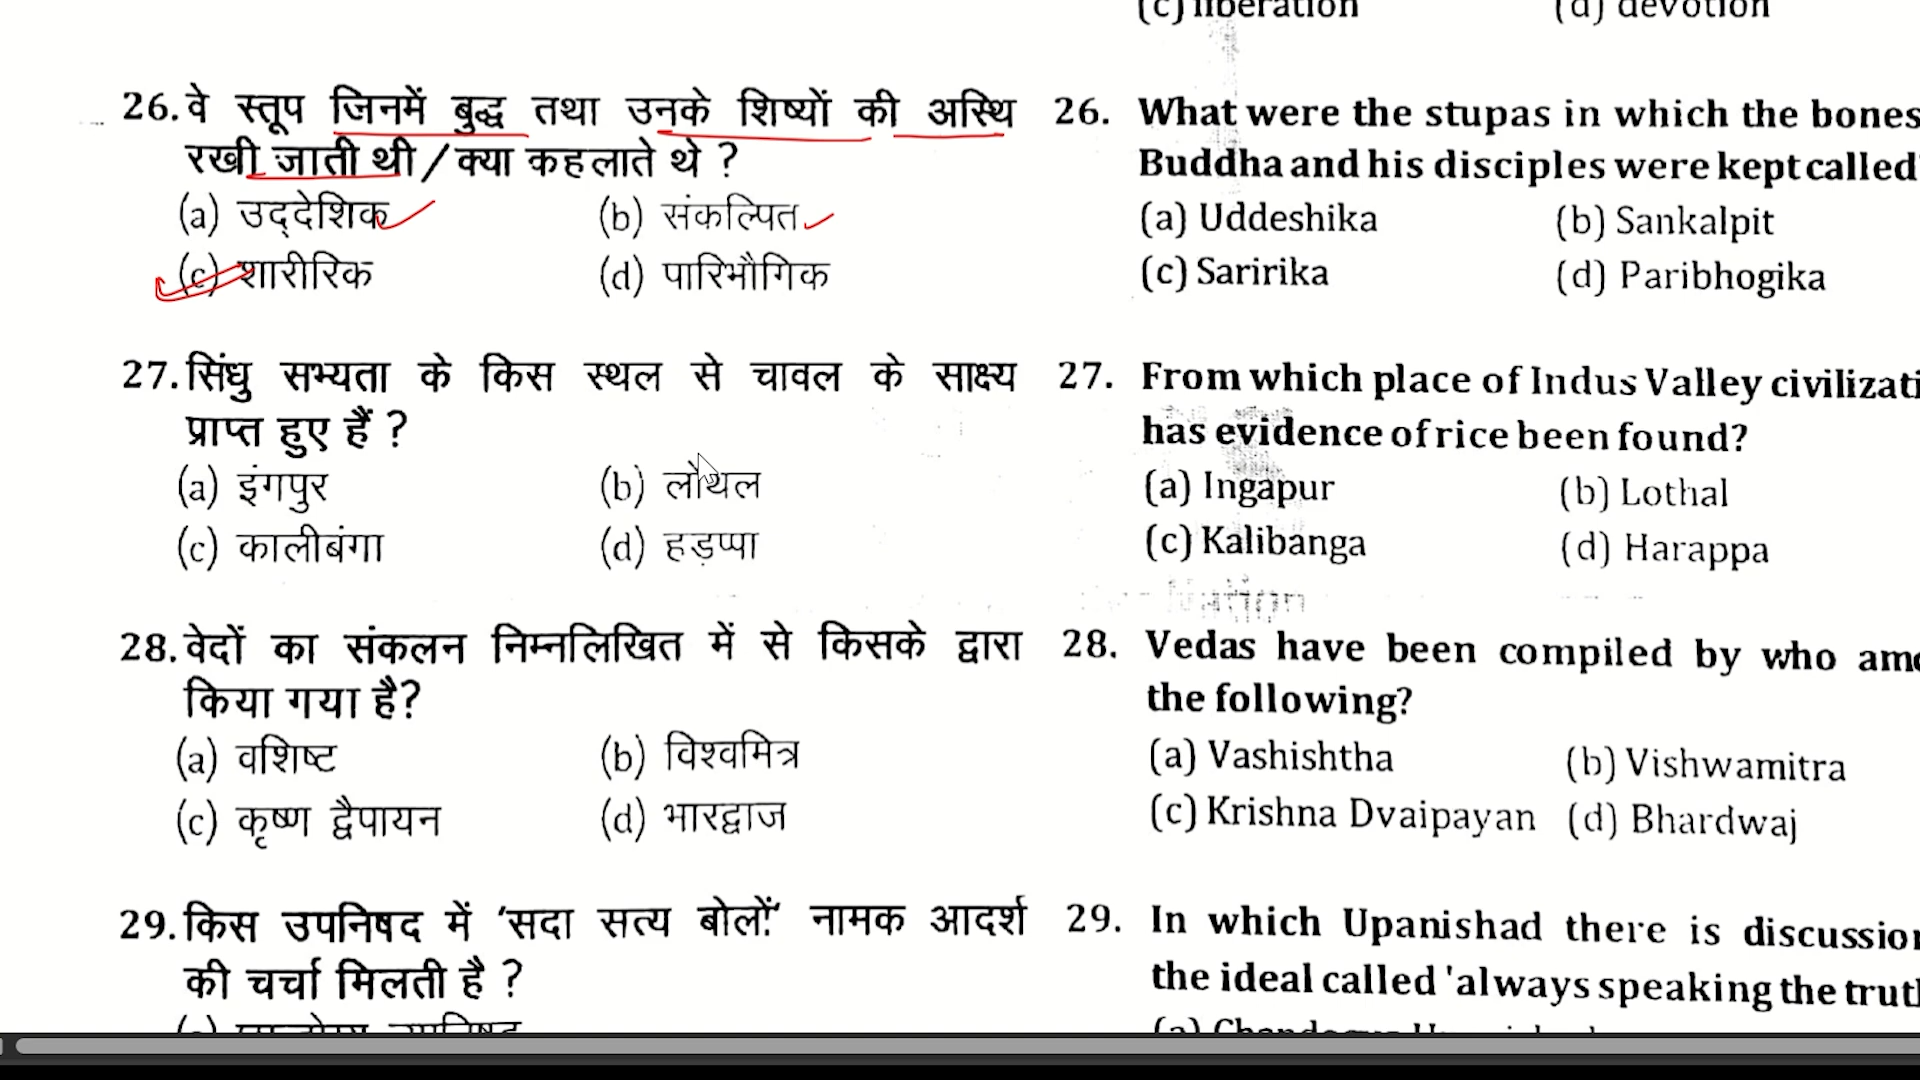 (c) liberation (d) devotion
26. वे स्तूप जिनमें बुद्ध तथा उनके शिष्यों की अस्थि
रखी जाती थी / क्या कहलाते थे ?
(a) उद्देशिक (b) संकल्पित
(c) शारीरिक (d) पारिभौगिक
27. सिंधु सभ्यता के किस स्थल से चावल के साक्ष्य
प्राप्त हुए हैं ?
(a) इंगपुर (b) लोथल
(c) कालीबंगा (d) हड़प्पा
28. वेदों का संकलन निम्नलिखित में से किसके द्वारा
किया गया है?
(a) वशिष्ट (b) विश्वमित्र
(c) कृष्ण द्वैपायन (d) भारद्वाज
29. किस उपनिषद में 'सदा सत्य बोलों' नामक आदर्श
की चर्चा मिलती है ?
26. What were the stupas in which the bones
Buddha and his disciples were kept called
(a) Uddeshika (b) Sankalpit
(c) Saririka (d) Paribhogika
27. From which place of Indus Valley civilizati
has evidence of rice been found?
(a) Ingapur (b) Lothal
(c) Kalibanga (d) Harappa
28. Vedas have been compiled by who amo
the following?
(a) Vashishtha (b) Vishwamitra
(c) Krishna Dvaipayan (d) Bhardwaj
29. In which Upanishad there is discussion
the ideal called 'always speaking the trut